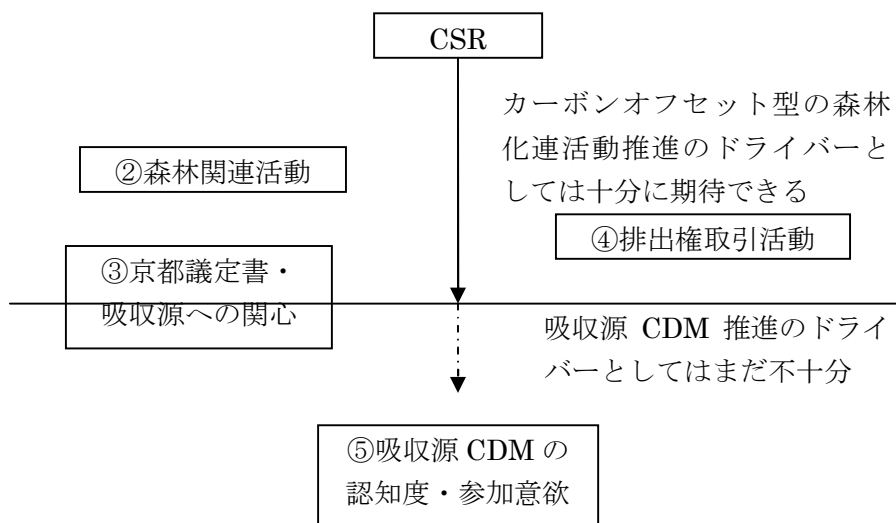 CSR
カーボンオフセット型の森林
化連活動推進のドライバーと
しては十分に期待できる
②森林関連活動
④排出権取引活動
③京都議定書・
吸収源への関心
吸収源 CDM 推進のドライ
バーとしてはまだ不十分
⑤吸収源 CDM の
認知度・参加意欲